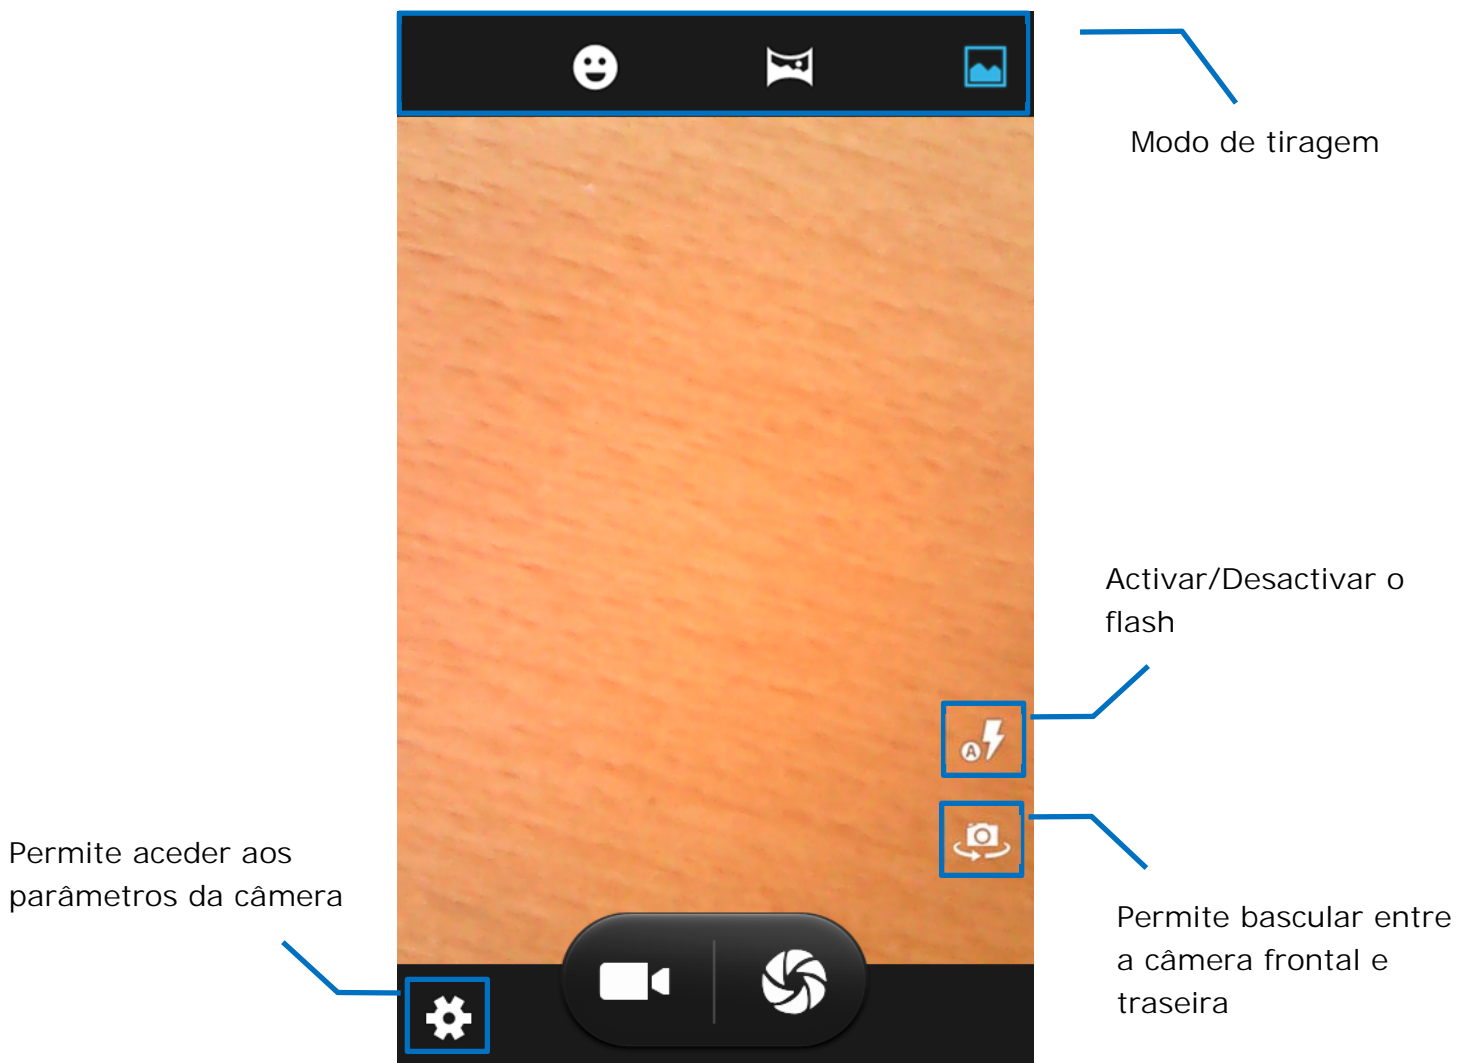 Modo de tiragem
Activar/Desactivar o
flash
A
Permite aceder aos
parâmetros da câmera
Permite bascular entre
a câmera frontal e
traseira